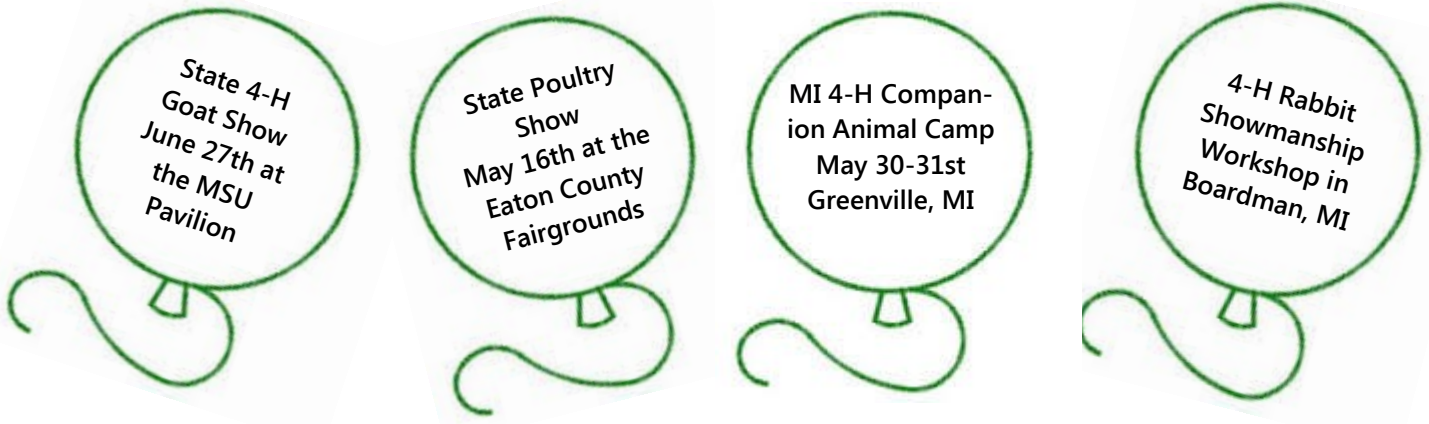 State 4-H
Goat Show
June 27th at
the MSU
Pavilion
State Poultry
Show
May 16th at the
Eaton County
Fairgrounds
MI 4-H Compan-
ion Animal Camp
May 30-31st
Greenville, MI
4-H Rabbit
Showmanship
Workshop in
Boardman, MI